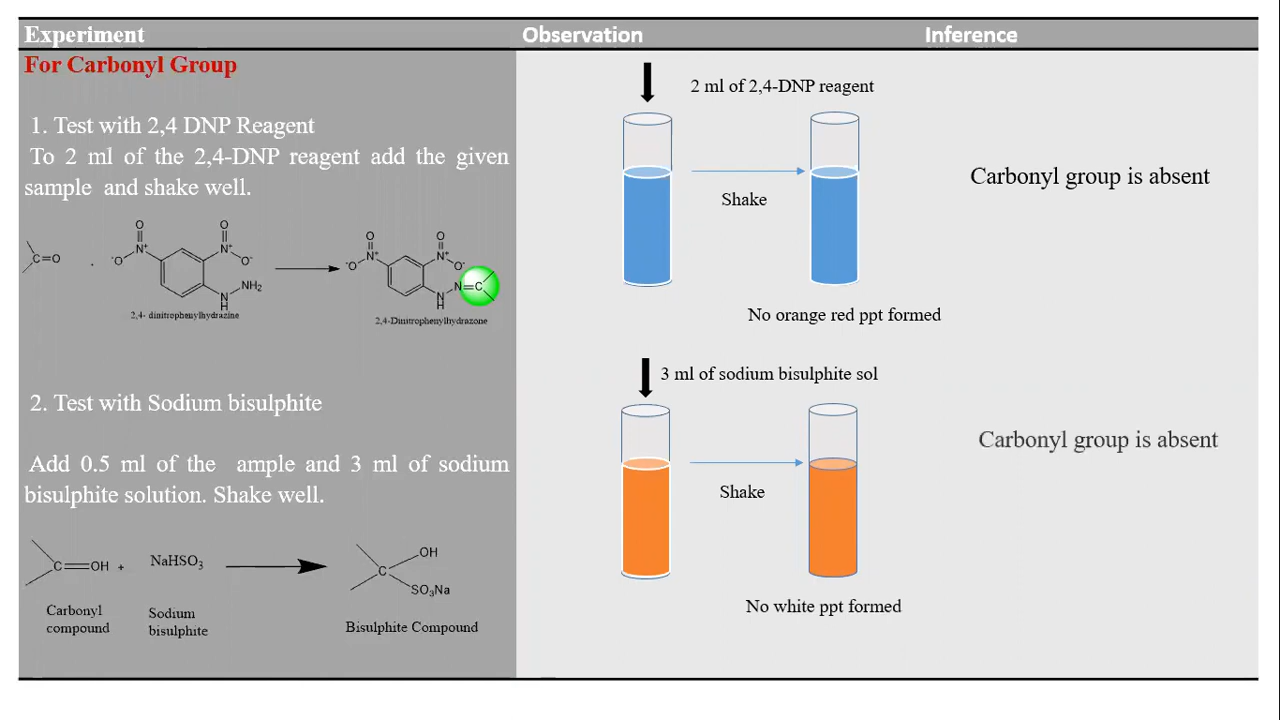 Experiment Observation Inference
For Carbonyl Group
1. Test with 2,4 DNP Reagent
To 2 ml of the 2,4-DNP reagent add the given
sample and shake well.
C=O
O
N⁺
⁻O
O
N⁺
O⁻
NH₂
N
H
2,4- dinitrophenylhydrazine
O
N⁺
⁻O
O
N⁺
O⁻
N
H
N=C
2,4-Dinitrophenylhydrazone
2 ml of 2,4-DNP reagent
Shake
No orange red ppt formed
Carbonyl group is absent
2. Test with Sodium bisulphite
Add 0.5 ml of the ample and 3 ml of sodium
bisulphite solution. Shake well.
C=OH + NaHSO₃
C
OH
SO₃Na
Carbonyl
compound
Sodium
bisulphite
Bisulphite Compound
3 ml of sodium bisulphite sol
Shake
No white ppt formed
Carbonyl group is absent